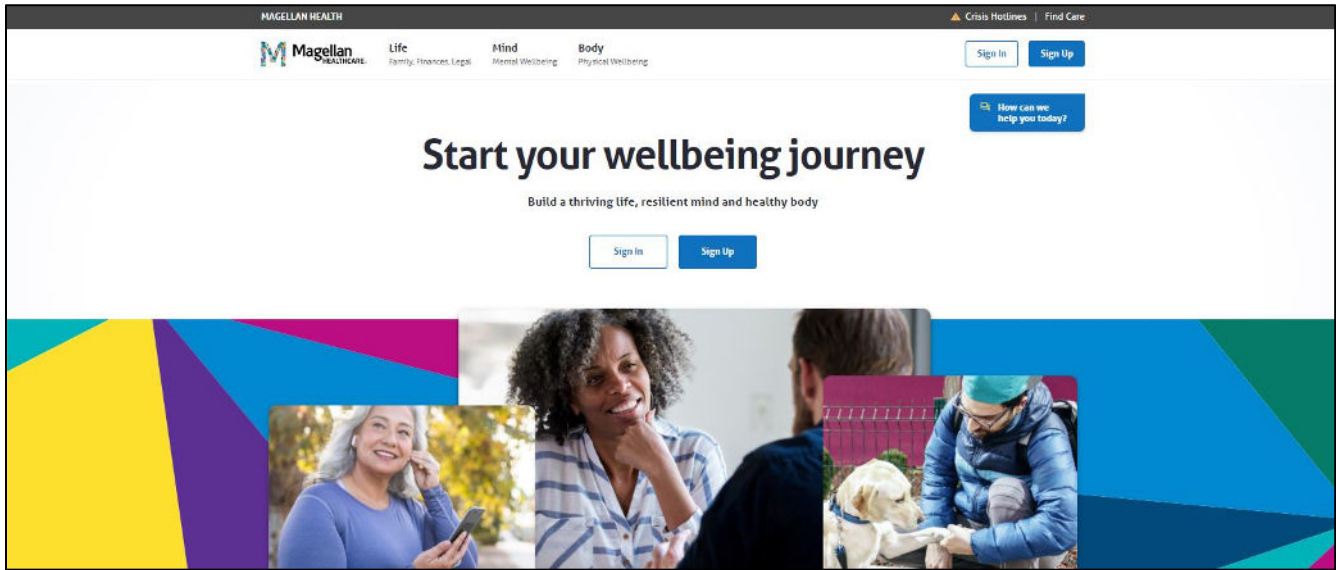 MAGELLAN HEALTH
Crisis Hotlines | Find Care
Magellan
HEALTHCARE.
Life
Family, Finances, Legal
Mind
Mental Wellbeing
Body
Physical Wellbeing
Sign In
Sign Up
How can we
help you today?
Start your wellbeing journey
Build a thriving life, resilient mind and healthy body
Sign In
Sign Up